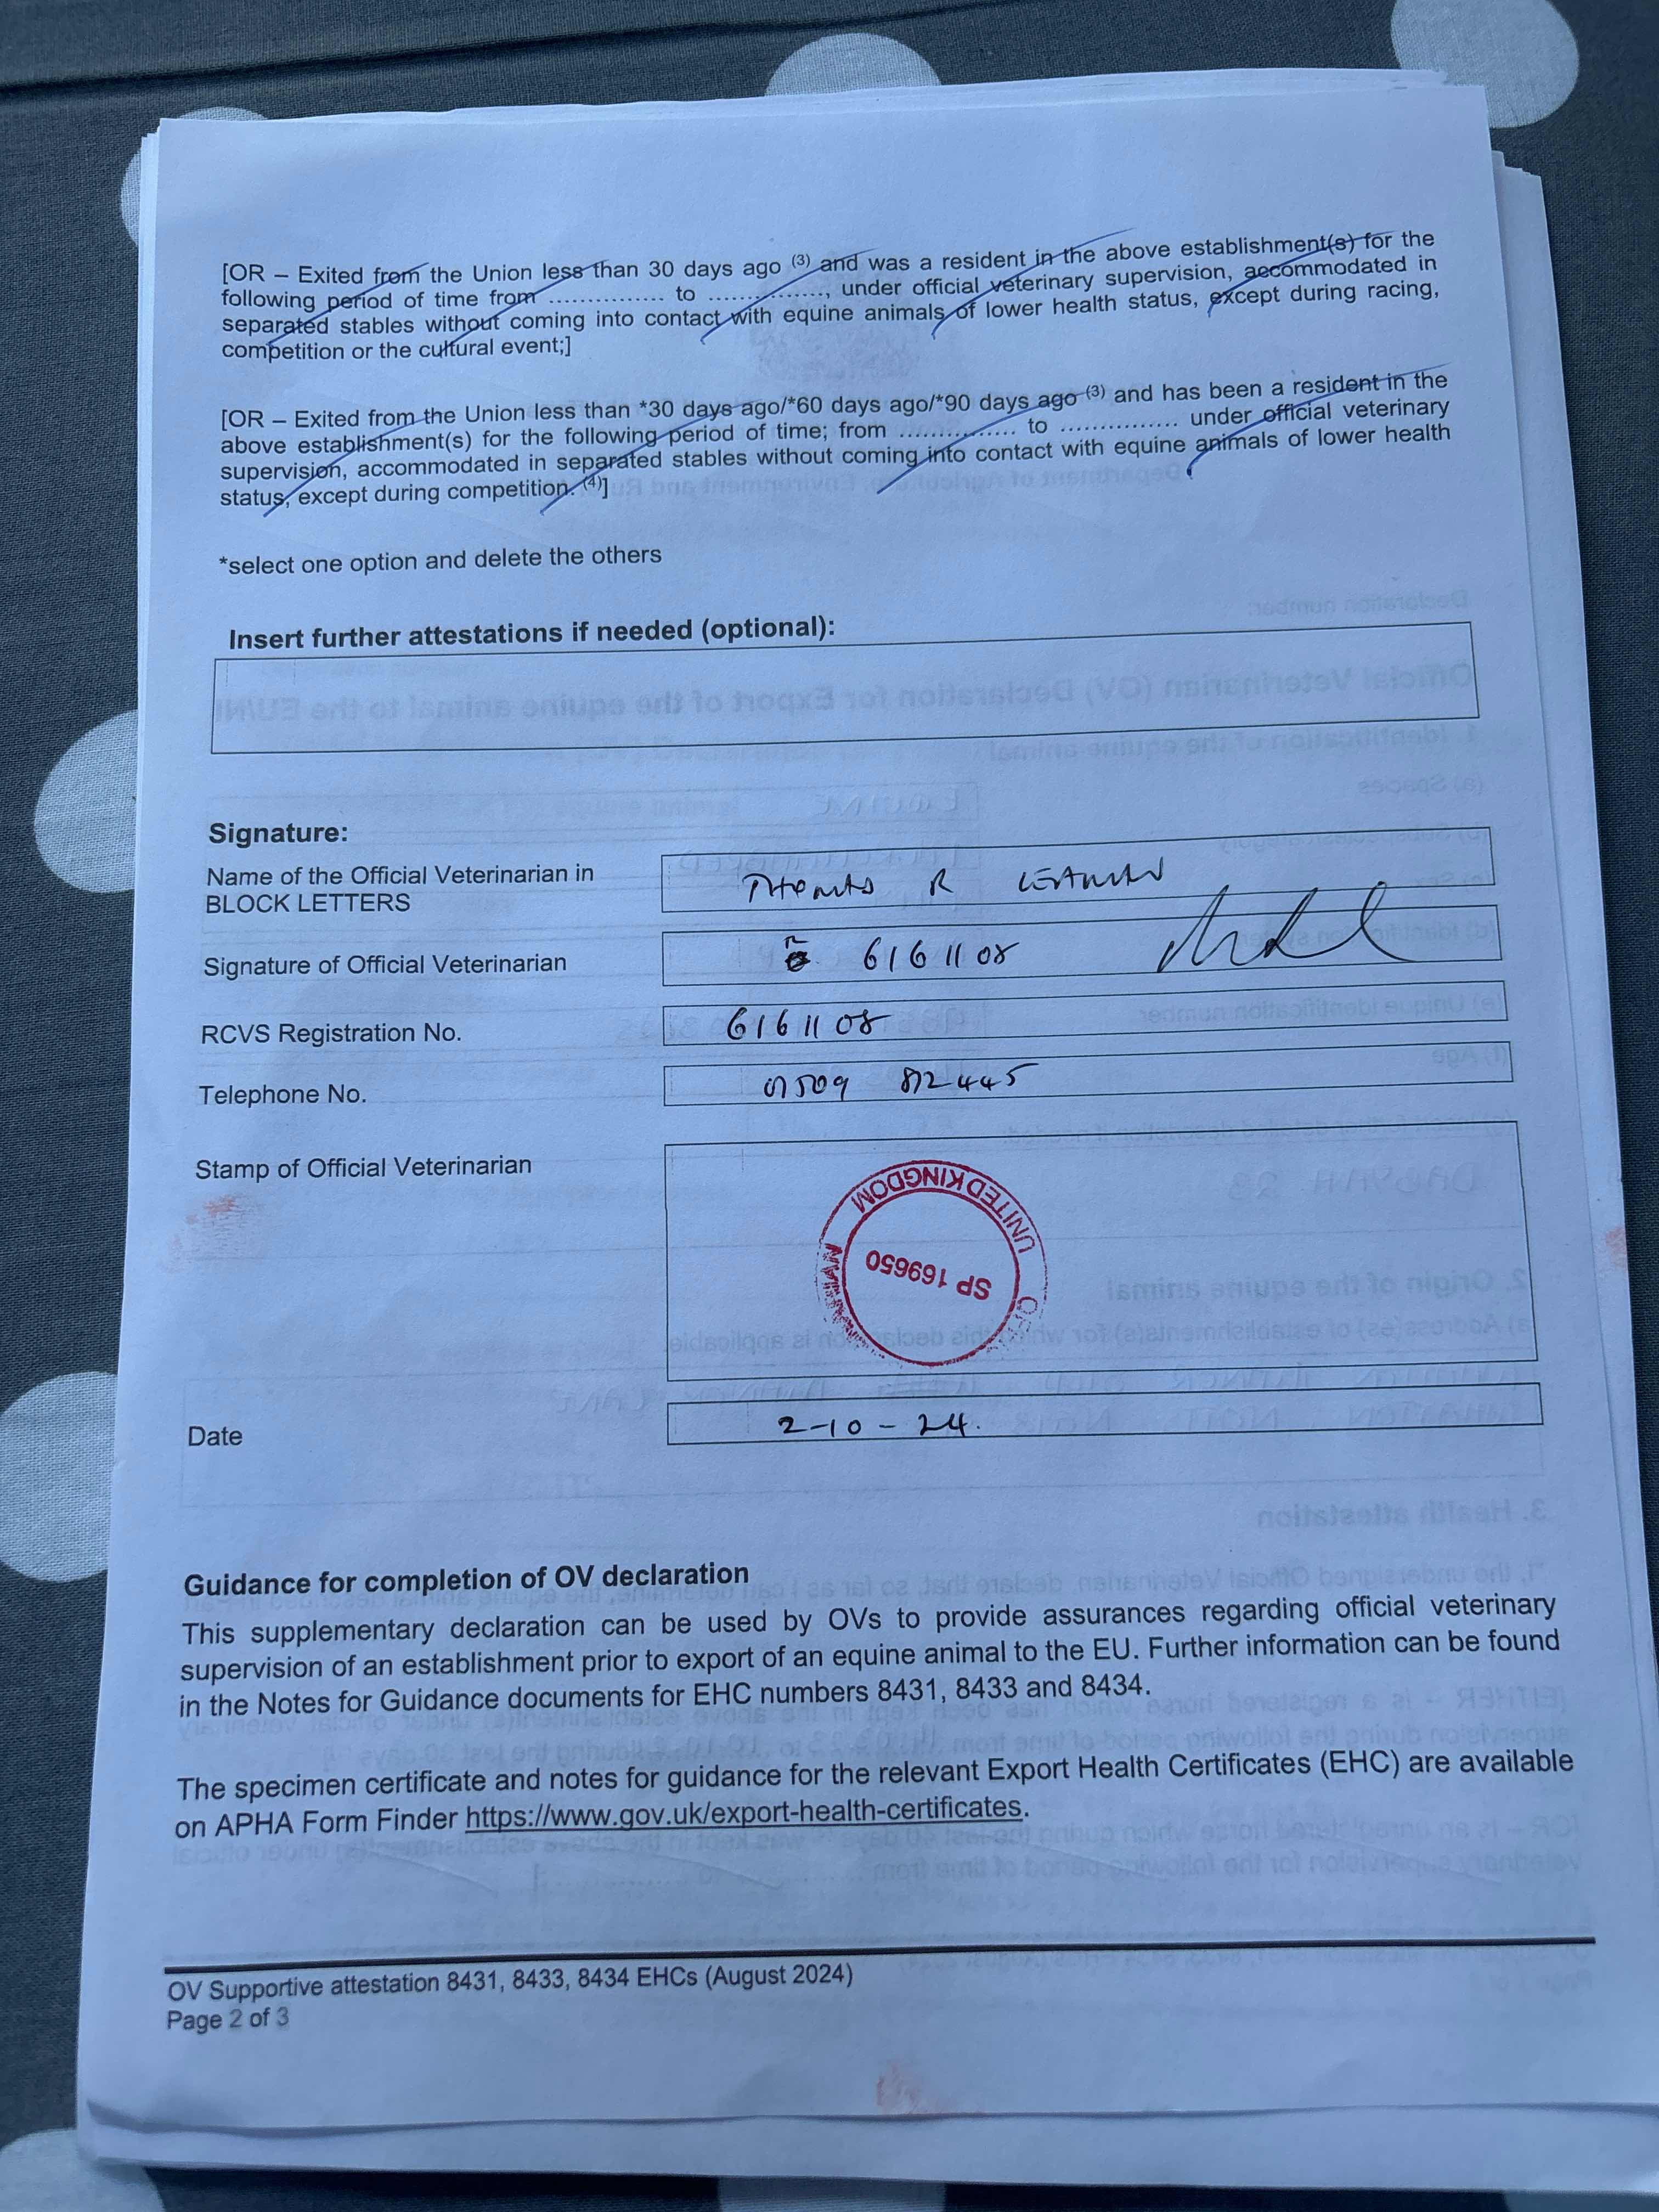 [OR – Exited from the Union less than 30 days ago (3) and was a resident in the above establishment(s) for the
following period of time from ............... to ..............., under official veterinary supervision, accommodated in
separated stables without coming into contact with equine animals of lower health status, except during racing,
competition or the cultural event;]
[OR – Exited from the Union less than *30 days ago/*60 days ago/*90 days ago (3) and has been a resident in the
above establishment(s) for the following period of time; from ............... to ............... under official veterinary
supervision, accommodated in separated stables without coming into contact with equine animals of lower health
status, except during competition. (4)]
*select one option and delete the others
Insert further attestations if needed (optional):
Signature:
Name of the Official Veterinarian in
BLOCK LETTERS
THOMAS R LEAMAN
Signature of Official Veterinarian
6161108
RCVS Registration No.
6161108
Telephone No.
01509 812445
Stamp of Official Veterinarian
UNITED KINGDOM
SP 169650
Date
2-10-24.
Guidance for completion of OV declaration
This supplementary declaration can be used by OVs to provide assurances regarding official veterinary
supervision of an establishment prior to export of an equine animal to the EU. Further information can be found
in the Notes for Guidance documents for EHC numbers 8431, 8433 and 8434.
The specimen certificate and notes for guidance for the relevant Export Health Certificates (EHC) are available
on APHA Form Finder https://www.gov.uk/export-health-certificates.
OV Supportive attestation 8431, 8433, 8434 EHCs (August 2024)
Page 2 of 3